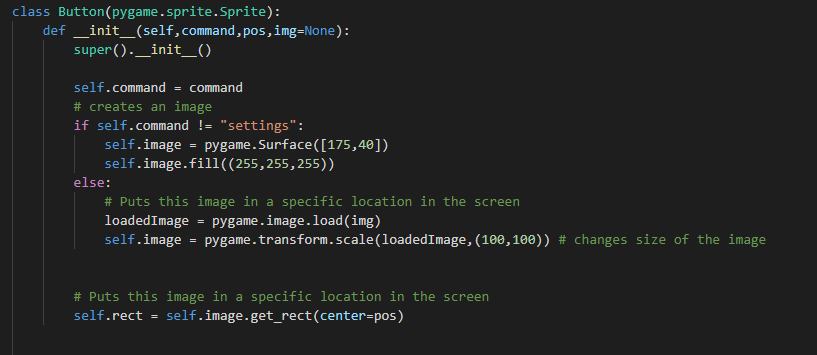 class Button(pygame.sprite.Sprite):
    def __init__(self,command,pos,img=None):
        super().__init__()

        self.command = command
        # creates an image
        if self.command != "settings":
            self.image = pygame.Surface([175,40])
            self.image.fill((255,255,255))
        else:
            # Puts this image in a specific location in the screen
            loadedImage = pygame.image.load(img)
            self.image = pygame.transform.scale(loadedImage,(100,100)) # changes size of the image


        # Puts this image in a specific location in the screen
        self.rect = self.image.get_rect(center=pos)